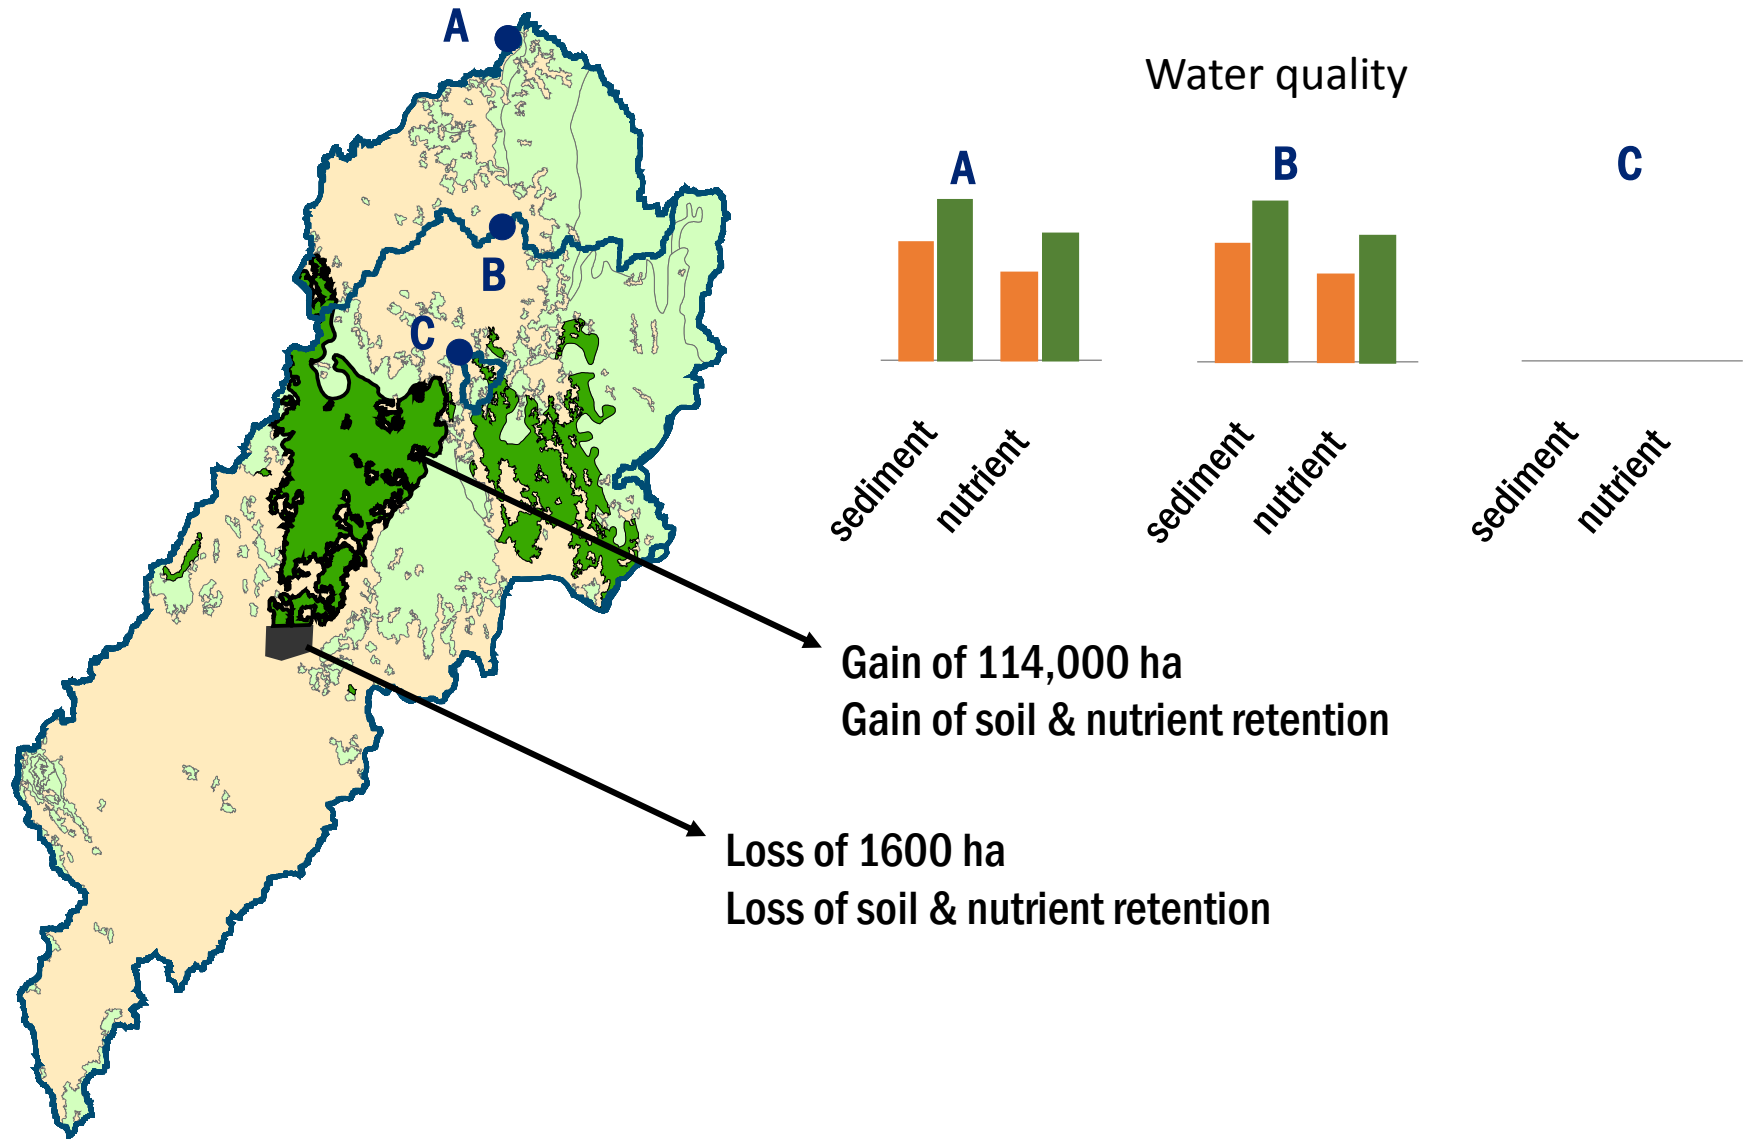 A
B
C
Water quality
A
B
C
sediment
nutrient
sediment
nutrient
sediment
nutrient
Gain of 114,000 ha
Gain of soil & nutrient retention
Loss of 1600 ha
Loss of soil & nutrient retention